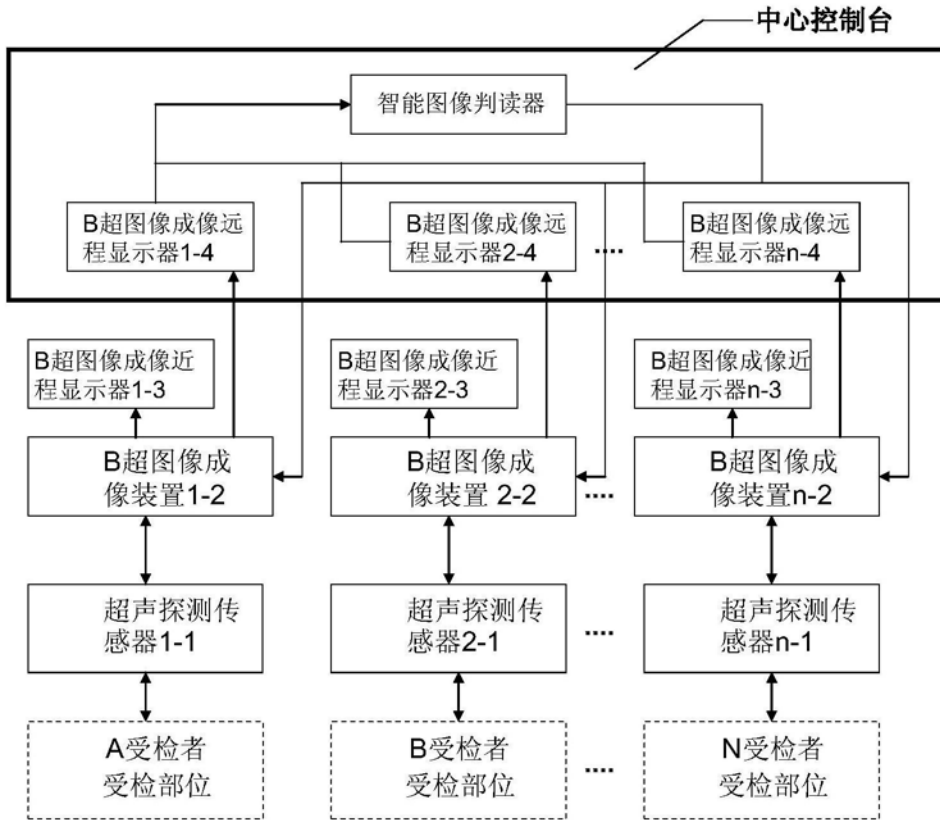 中心控制台
智能图像判读器
B超图像成像远
程显示器1-4
B超图像成像远
程显示器2-4
....
B超图像成像远
程显示器n-4
B超图像成像近
程显示器1-3
B超图像成像近
程显示器2-3
B超图像成像近
程显示器n-3
B超图像成
像装置1-2
B超图像成
像装置 2-2
....
B超图像成
像装置n-2
超声探测传
感器1-1
超声探测传
感器2-1
....
超声探测传
感器n-1
A受检者
受检部位
B受检者
受检部位
....
N受检者
受检部位